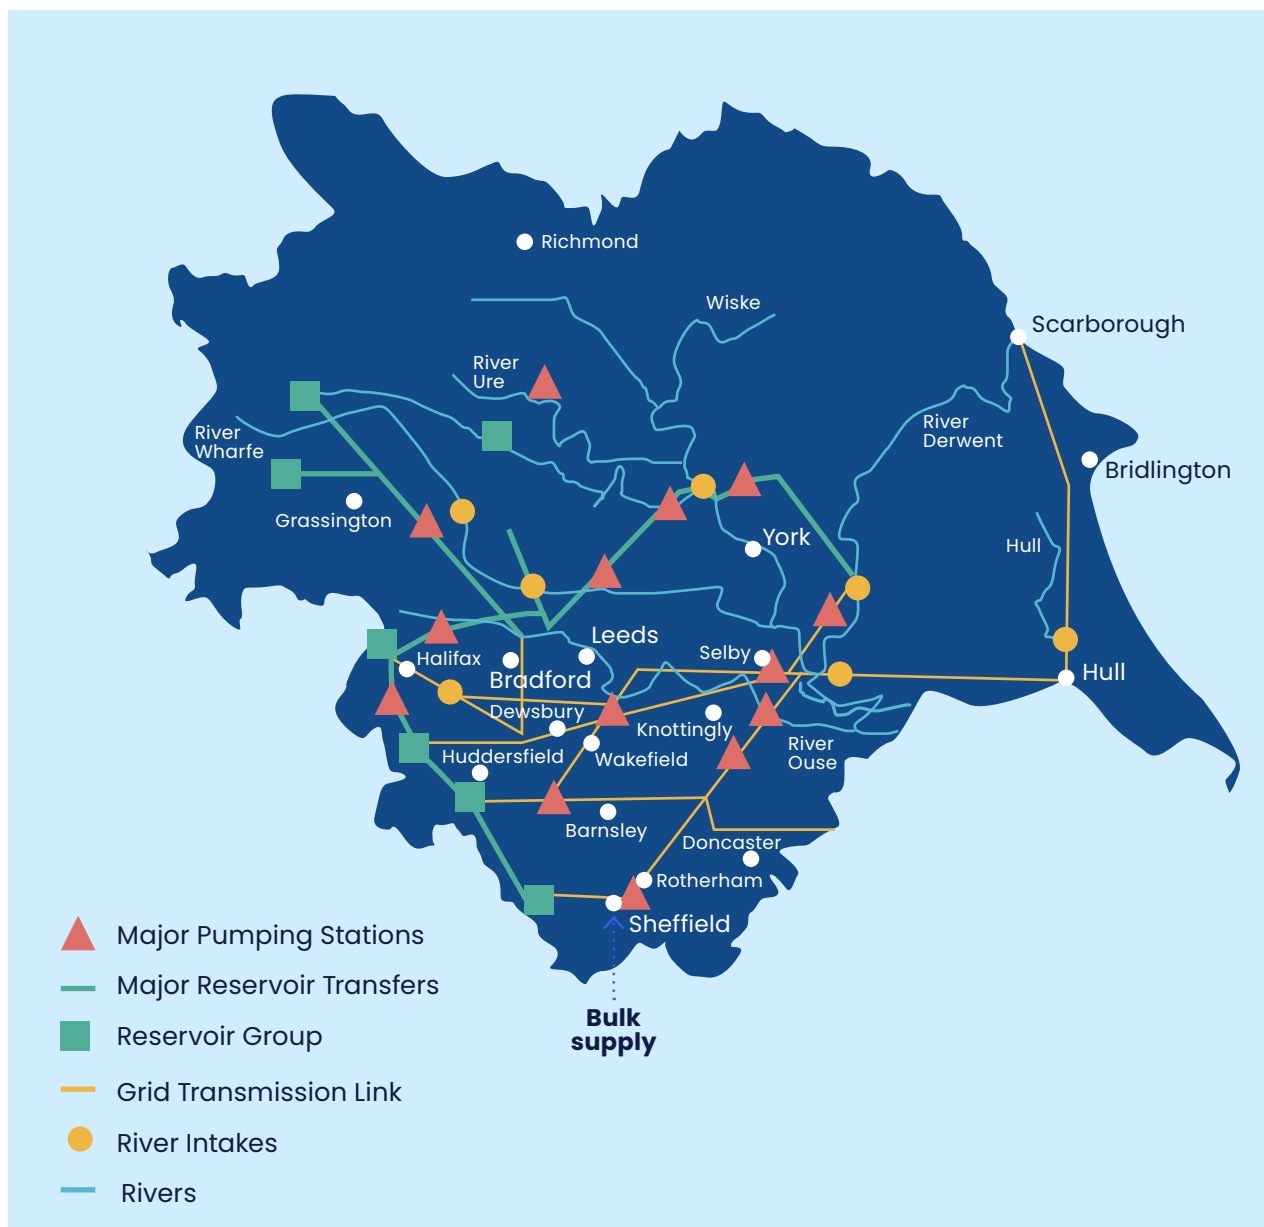 Richmond
Wiske
Scarborough
River
Ure
River
Derwent
River
Wharfe
Bridlington
Grassington
York
Hull
Leeds
Halifax
Selby
Bradford
Hull
Dewsbury
Knottingly
River
Ouse
Huddersfield
Wakefield
Barnsley
Doncaster
Rotherham
Sheffield
Bulk
supply
Major Pumping Stations
Major Reservoir Transfers
Reservoir Group
Grid Transmission Link
River Intakes
Rivers